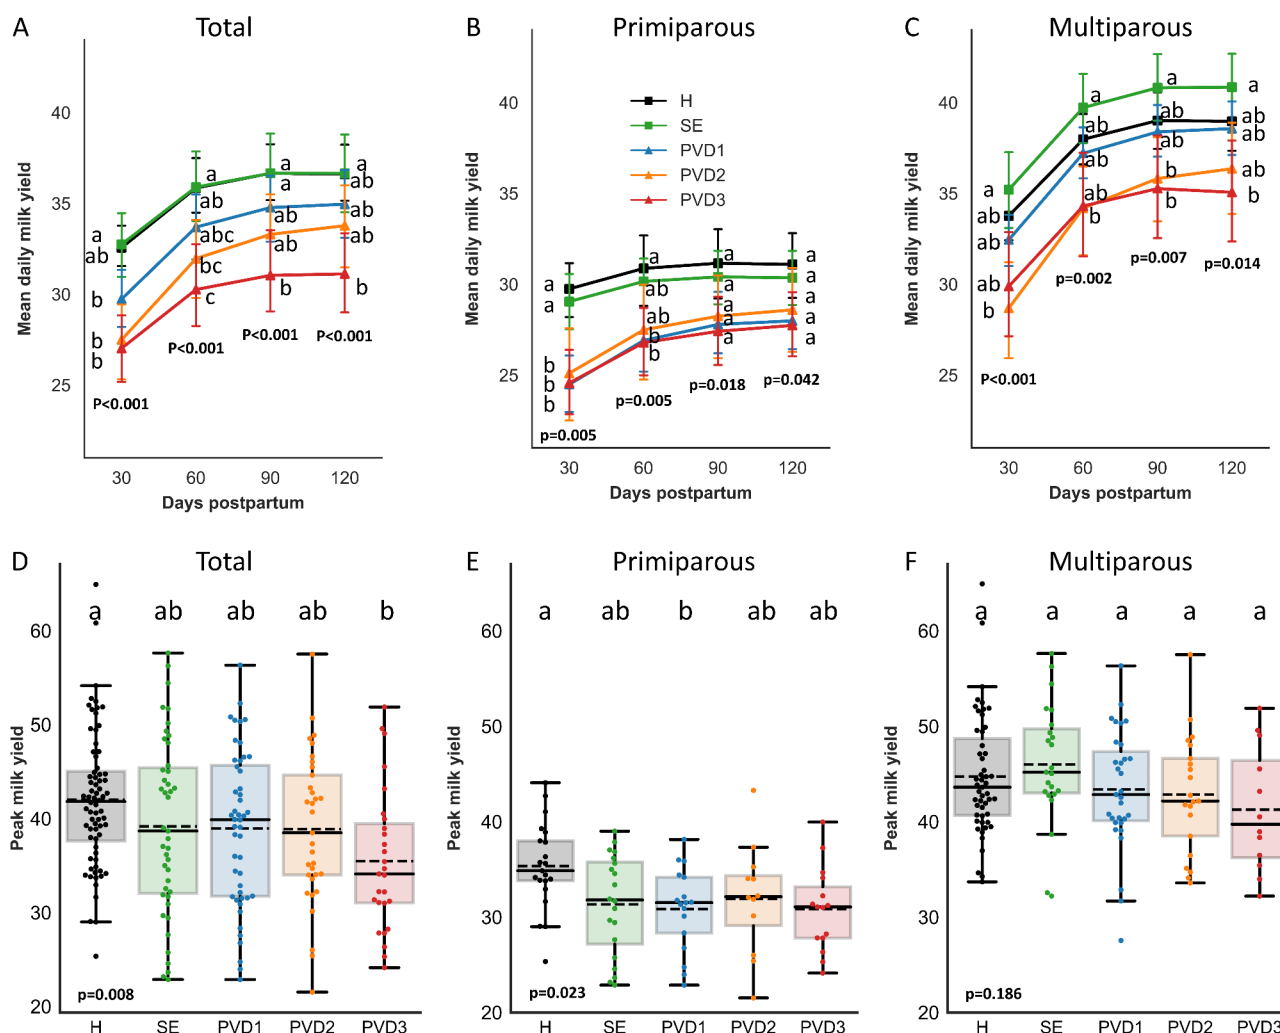 A Total
Mean daily milk yield
40
35
30
25
a
ab
b
b
b
P<0.001
a
ab
abc
bc
c
P<0.001
a
a
ab
ab
b
P<0.001
a
ab
ab
ab
b
P<0.001
30 60 90 120
Days postpartum
B Primiparous
H
SE
PVD1
PVD2
PVD3
Mean daily milk yield
40
35
30
25
a
a
b
b
b
p=0.005
a
ab
ab
b
b
p=0.005
a
a
a
a
a
p=0.018
a
a
a
a
a
p=0.042
30 60 90 120
Days postpartum
C Multiparous
Mean daily milk yield
40
35
30
25
a
ab
ab
ab
b
P<0.001
a
ab
ab
ab
b
p=0.002
a
ab
ab
b
b
p=0.007
a
ab
ab
ab
b
p=0.014
30 60 90 120
Days postpartum
D Total
Peak milk yield
60
50
40
30
20
a ab ab ab b
p=0.008
H SE PVD1 PVD2 PVD3
E Primiparous
Peak milk yield
60
50
40
30
20
a ab b ab ab
p=0.023
H SE PVD1 PVD2 PVD3
F Multiparous
Peak milk yield
60
50
40
30
20
a a a a a
p=0.186
H SE PVD1 PVD2 PVD3